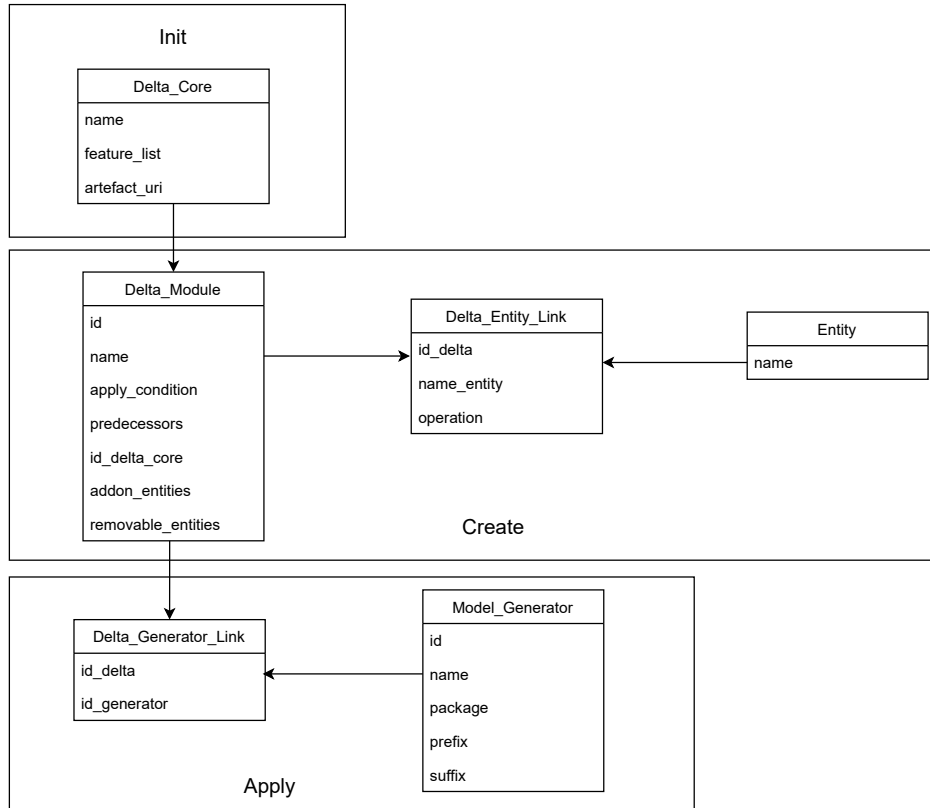 Init
Delta_Core
name
feature_list
artefact_uri
Delta_Module
id
name
apply_condition
predecessors
id_delta_core
addon_entities
removable_entities
Delta_Entity_Link
id_delta
name_entity
operation
Entity
name
Create
Delta_Generator_Link
id_delta
id_generator
Model_Generator
id
name
package
prefix
suffix
Apply